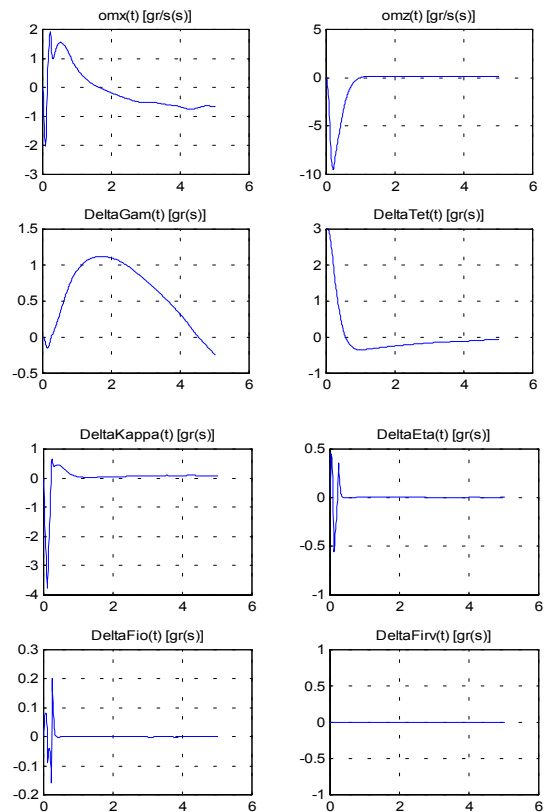 omx(t) [gr/s(s)]
2
1
0
-1
-2
-3
0 2 4 6
omz(t) [gr/s(s)]
5
0
-5
-10
0 2 4 6
DeltaGam(t) [gr(s)]
1.5
1
0.5
0
-0.5
0 2 4 6
DeltaTet(t) [gr(s)]
3
2
1
0
-1
0 2 4 6
DeltaKappa(t) [gr(s)]
1
0
-1
-2
-3
-4
0 2 4 6
DeltaEta(t) [gr(s)]
0.5
0
-0.5
-1
0 2 4 6
DeltaFio(t) [gr(s)]
0.3
0.2
0.1
0
-0.1
-0.2
0 2 4 6
DeltaFirv(t) [gr(s)]
1
0.5
0
-0.5
-1
0 2 4 6